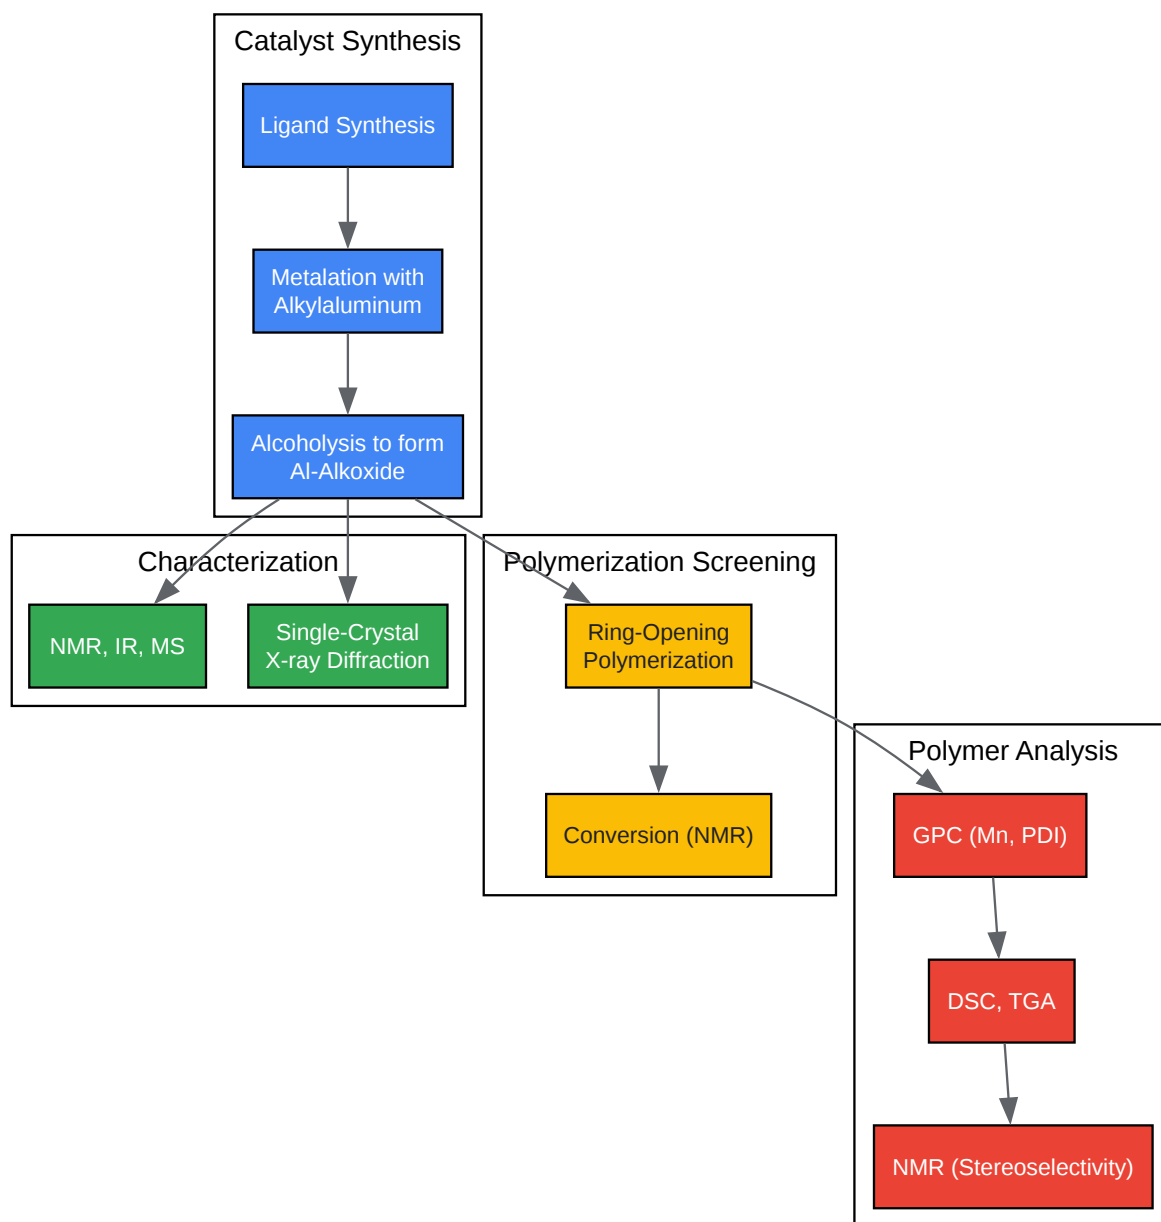 Catalyst Synthesis
Ligand Synthesis
Metalation with
Alkylaluminum
Alcoholysis to form
Al-Alkoxide
Characterization
NMR, IR, MS
Single-Crystal
X-ray Diffraction
Polymerization Screening
Ring-Opening
Polymerization
Conversion (NMR)
Polymer Analysis
GPC (Mn, PDI)
DSC, TGA
NMR (Stereoselectivity)